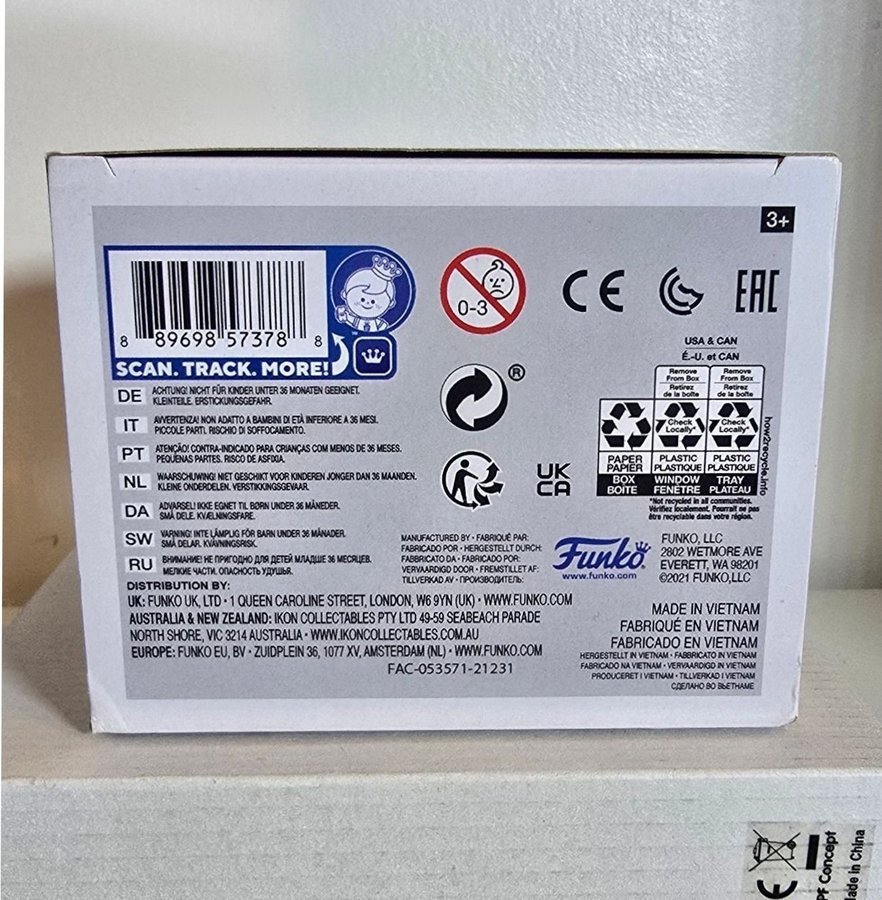 3+
8 89698 57378 8
SCAN. TRACK. MORE!
™
0-3
CE
EAC
®
UK
CA
USA & CAN
É.-U. et CAN
Remove From Box
Retirez de la boîte
Remove From Box
Retirez de la boîte
Check Locally*
Check Locally*
PAPER PAPIER
PLASTIC PLASTIQUE
PLASTIC PLASTIQUE
BOX BOÎTE
WINDOW FENÊTRE
TRAY PLATEAU
how2recycle.info
*Not recycled in all communities.
Vérifiez localement. Pourrait ne pas
être recyclable dans votre région.
DE ACHTUNG! NICHT FÜR KINDER UNTER 36 MONATEN GEEIGNET.
KLEINTEILE. ERSTICKUNGSGEFAHR.
IT AVVERTENZA! NON ADATTO A BAMBINI DI ETÀ INFERIORE A 36 MESI.
PICCOLE PARTI. RISCHIO DI SOFFOCAMENTO.
PT ATENÇÃO! CONTRA-INDICADO PARA CRIANÇAS COM MENOS DE 36 MESES.
PEQUENAS PARTES. RISCO DE ASFIXIA.
NL WAARSCHUWING! NIET GESCHIKT VOOR KINDEREN JONGER DAN 36 MAANDEN.
KLEINE ONDERDELEN. VERSTIKKINGSGEVAAR.
DA ADVARSEL! IKKE EGNET TIL BØRN UNDER 36 MÅNEDER.
SMÅ DELE. KVÆLNINGSFARE.
SW VARNING! INTE LÄMPLIG FÖR BARN UNDER 36 MÅNADER.
SMÅ DELAR. KVÄVNINGSRISK.
RU ВНИМАНИЕ! НЕ ПРИГОДНО ДЛЯ ДЕТЕЙ МЛАДШЕ 36 МЕСЯЦЕВ.
МЕЛКИЕ ЧАСТИ. ОПАСНОСТЬ УДУШЬЯ.
MANUFACTURED BY • FABRIQUÉ PAR:
FABRICADO POR • HERGESTELLT DURCH:
FABBRICATO DA • FABRICADO POR:
VERVAARDIGD DOOR • FREMSTILLET AF:
TILLVERKAD AV • ПРОИЗВОДИТЕЛЬ:
Funko®
www.funko.com
FUNKO, LLC
2802 WETMORE AVE
EVERETT, WA 98201
©2021 FUNKO,LLC
DISTRIBUTION BY:
UK: FUNKO UK, LTD • 1 QUEEN CAROLINE STREET, LONDON, W6 9YN (UK) • WWW.FUNKO.COM
AUSTRALIA & NEW ZEALAND: IKON COLLECTABLES PTY LTD 49-59 SEABEACH PARADE
NORTH SHORE, VIC 3214 AUSTRALIA • WWW.IKONCOLLECTABLES.COM.AU
EUROPE: FUNKO EU, BV • ZUIDPLEIN 36, 1077 XV, AMSTERDAM (NL) • WWW.FUNKO.COM
FAC-053571-21231
MADE IN VIETNAM
FABRIQUÉ EN VIETNAM
FABRICADO EN VIETNAM
HERGESTELLT IN VIETNAM • FABBRICATO IN VIETNAM
FABRICADO NA VIETNAM • VERVAARDIGD IN VIETNAM
PRODUCERET I VIETNAM • TILLVERKAD I VIETNAM
СДЕЛАНО ВО ВЬЕТНАМЕ
PF Concept
ade in China